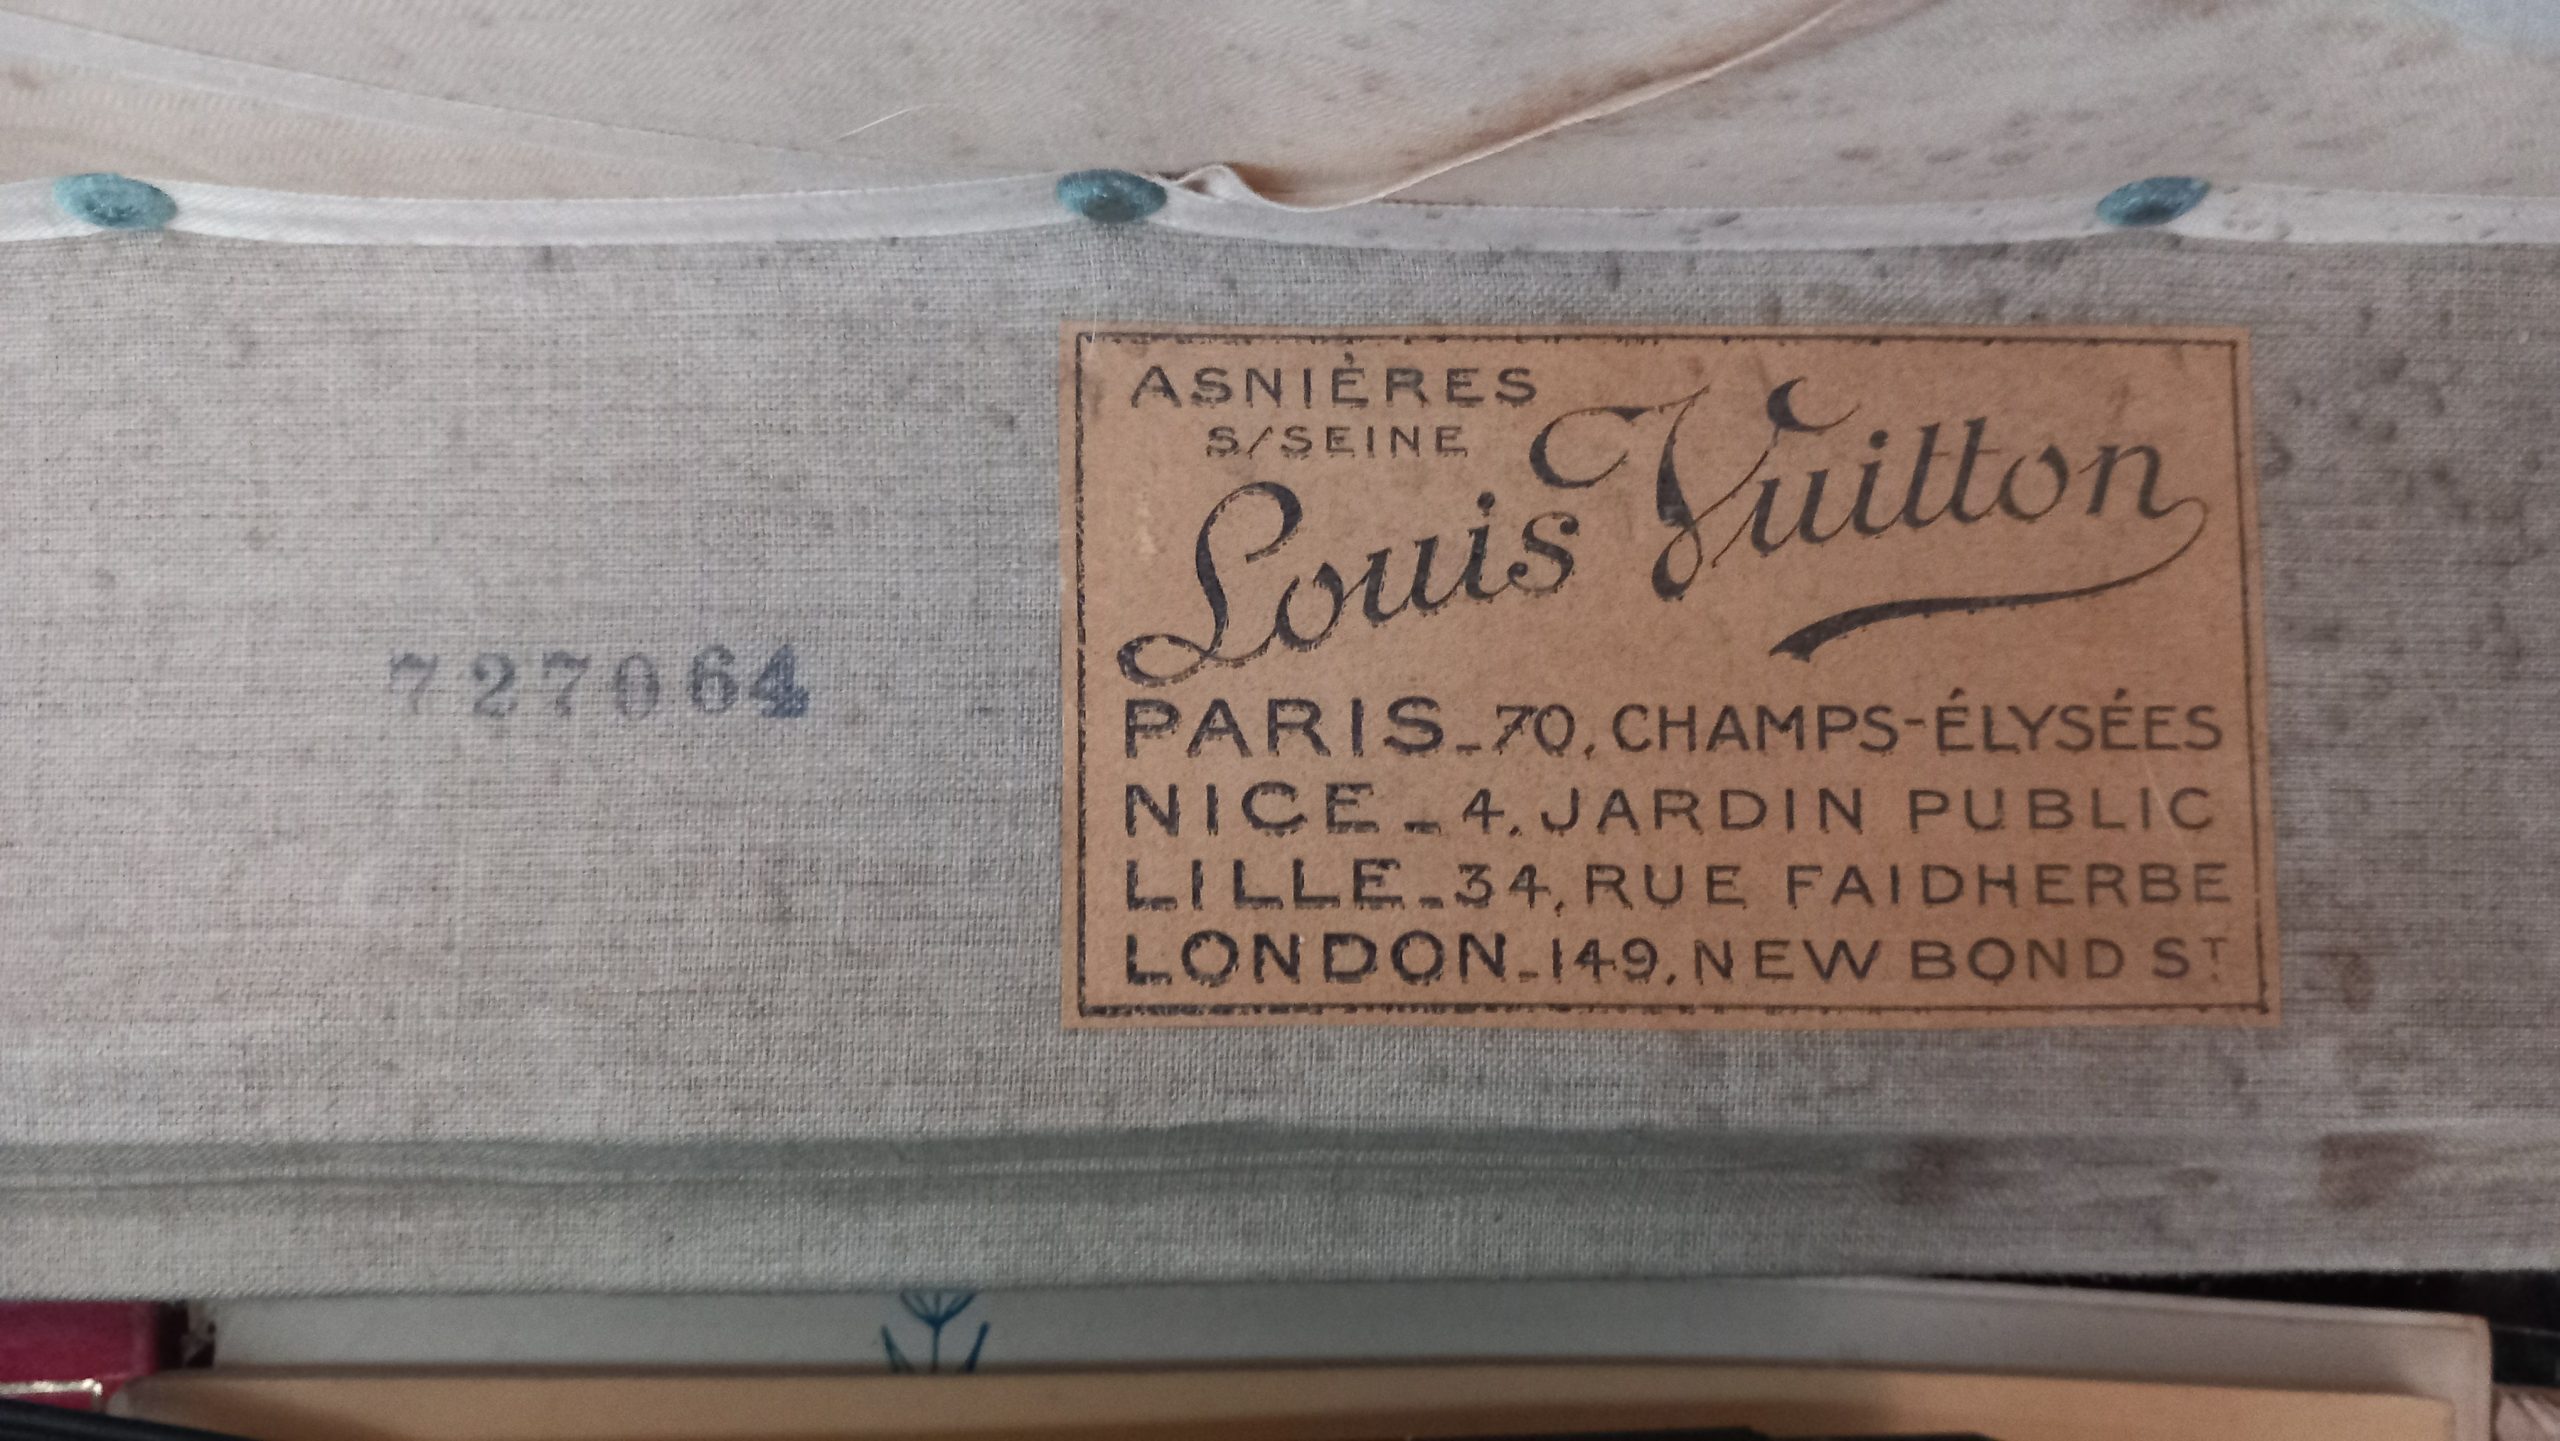 727064
ASNIÈRES
S/SEINE
Louis Vuitton
PARIS_70, CHAMPS-ÉLYSÉES
NICE_4, JARDIN PUBLIC
LILLE_34, RUE FAIDHERBE
LONDON_149, NEW BOND ST